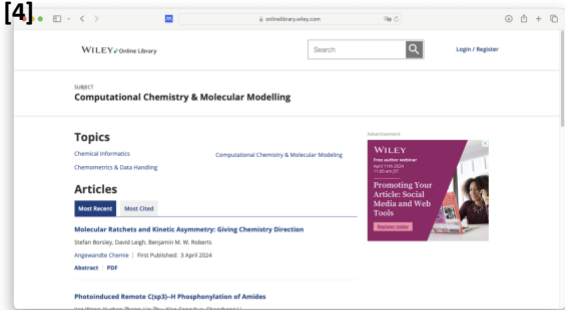 [4]
onlinelibrary.wiley.com
WILEY Online Library
Search
Login / Register
SUBJECT
Computational Chemistry & Molecular Modelling
Topics
Chemical Informatics
Computational Chemistry & Molecular Modeling
Chemometrics & Data Handling
Articles
Most Recent
Most Cited
Molecular Ratchets and Kinetic Asymmetry: Giving Chemistry Direction
Stefan Borsley, David Leigh, Benjamin M. W. Roberts
Angewandte Chemie | First Published: 3 April 2024
Abstract | PDF
Photoinduced Remote C(sp3)–H Phosphonylation of Amides
Advertisement
WILEY
Free author webinar
April 11th 2024
Promoting Your
Article: Social
Media and Web
Tools
Register today